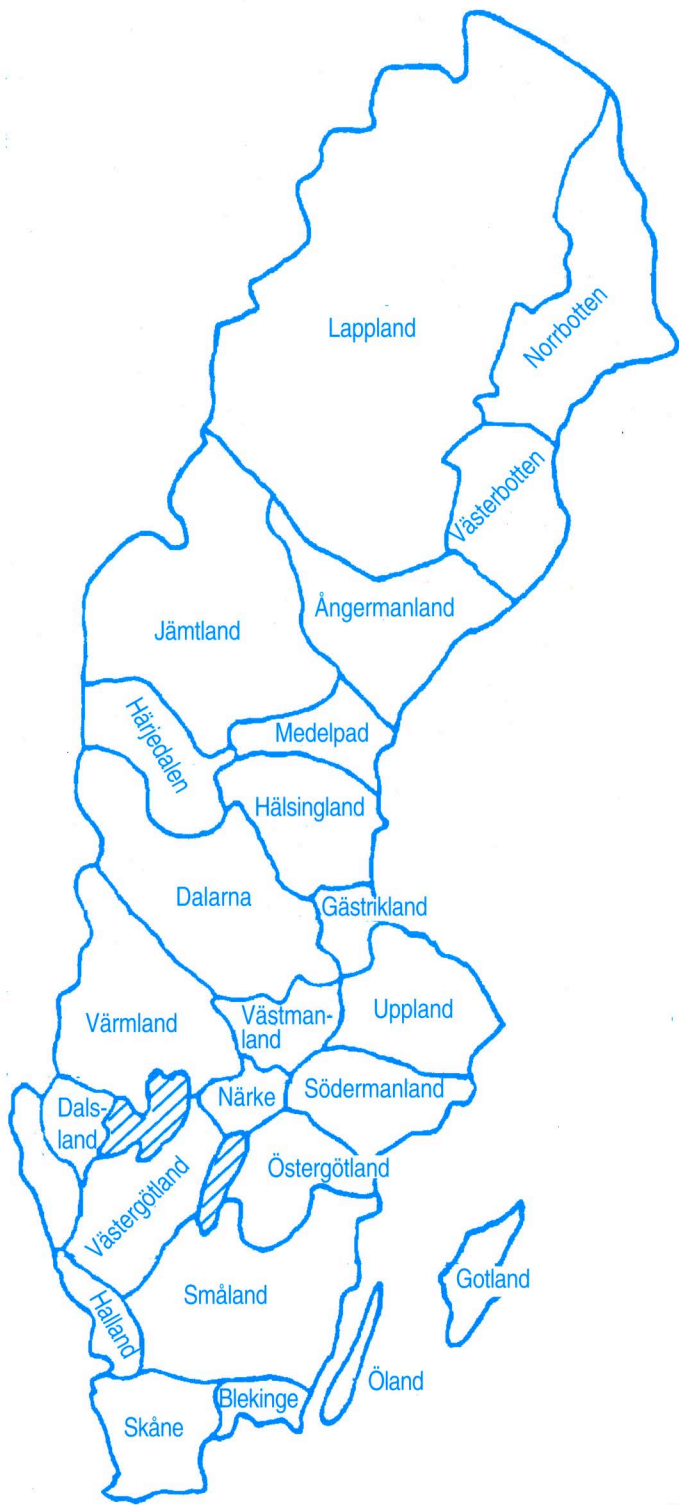 Lappland
Norrbotten
Västerbotten
Ångermanland
Jämtland
Härjedalen
Medelpad
Hälsingland
Dalarna
Gästrikland
Värmland
Västman-
land
Uppland
Dals-
land
Närke
Södermanland
Östergötland
Västergötland
Halland
Småland
Gotland
Öland
Blekinge
Skåne